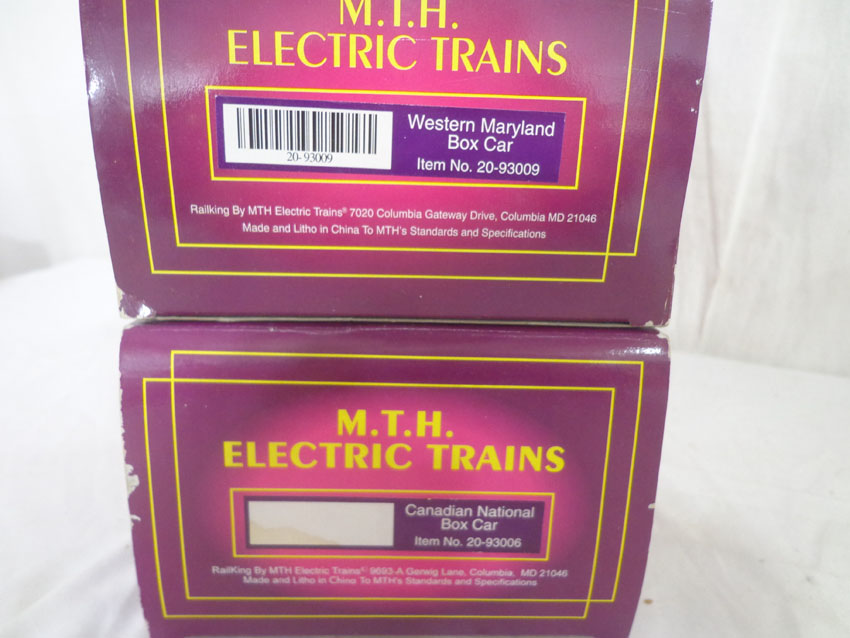 M.T.H.
ELECTRIC TRAINS
20-93009
Western Maryland
Box Car
Item No. 20-93009
Railking By MTH Electric Trains® 7020 Columbia Gateway Drive, Columbia MD 21046
Made and Litho in China To MTH's Standards and Specifications
M.T.H.
ELECTRIC TRAINS
Canadian National
Box Car
Item No. 20-93006
RailKing By MTH Electric Trains 9693-A Gerwig Lane, Columbia, MD 21046
Made and Litho in China To MTH's Standards and Specifications